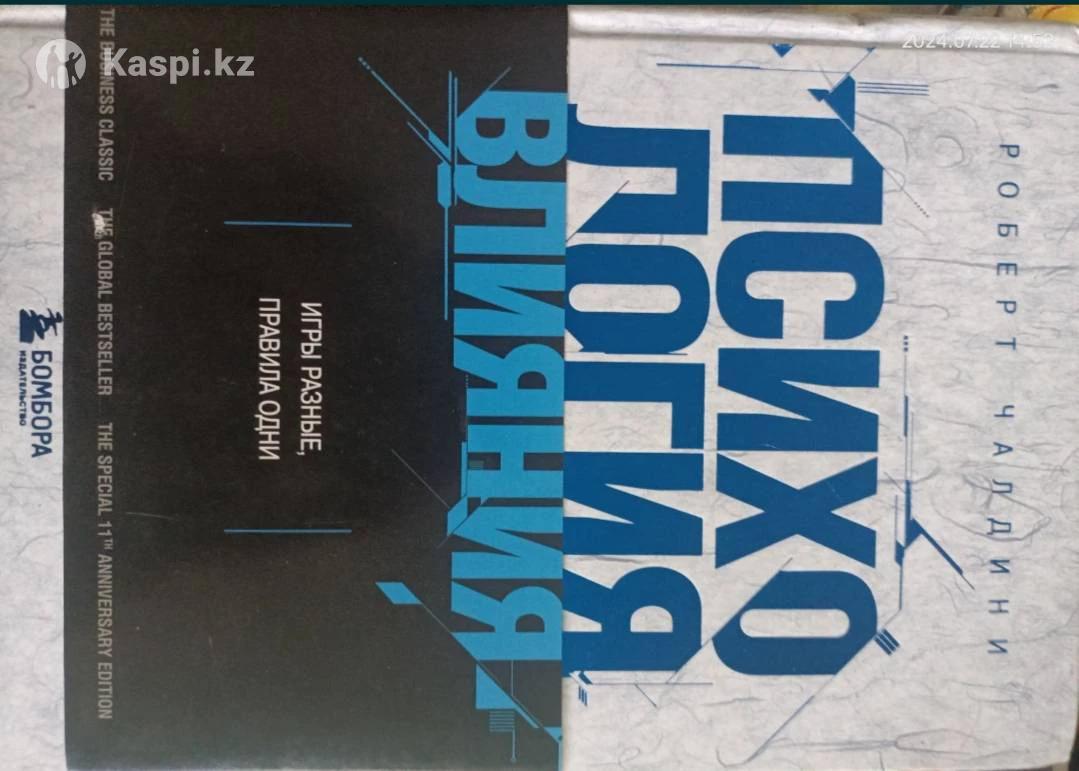 Kaspi.kz
2024.07.22 14:53
РОБЕРТ ЧАЛДИНИ
ПСИХО
ЛОГИЯ
ВЛИЯНИЯ
ИГРЫ РАЗНЫЕ,
ПРАВИЛА ОДНИ
THE BUSINESS CLASSIC THE GLOBAL BESTSELLER THE SPECIAL 11TH ANNIVERSARY EDITION
БОМБОРА
ИЗДАТЕЛЬСТВО